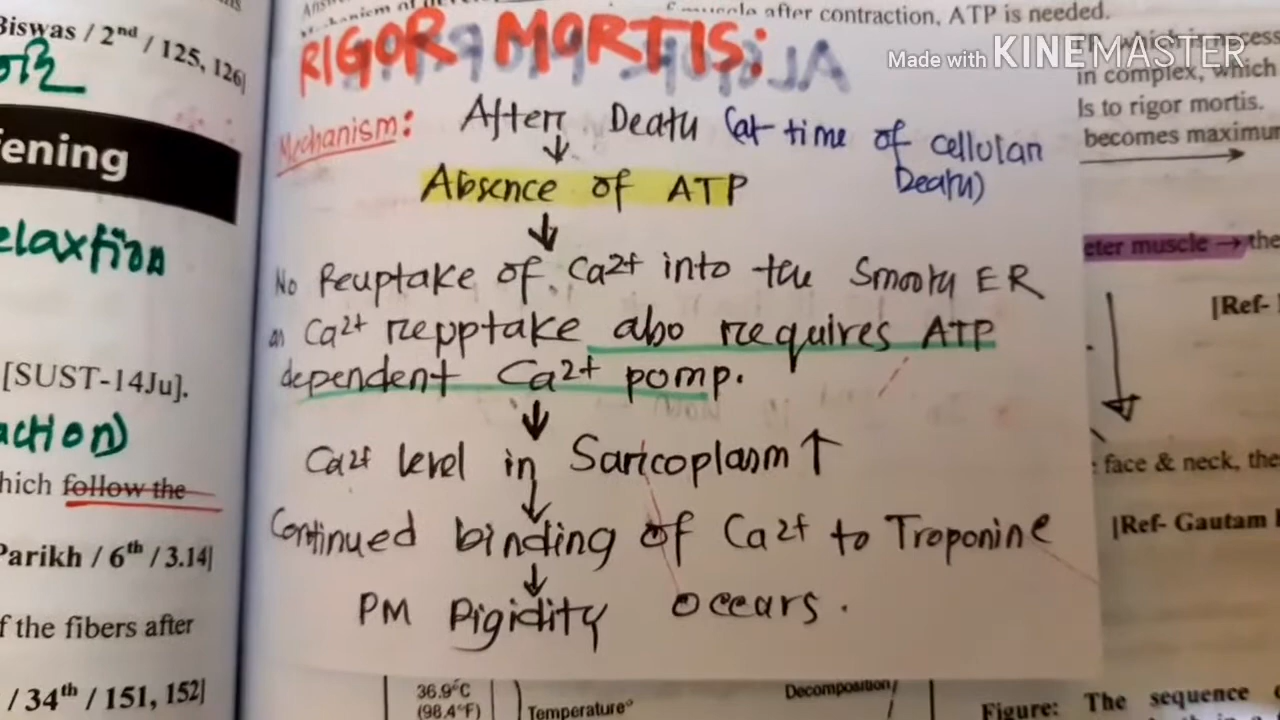 Biswas / 2nd / 125, 126|
ening
elaxtion
[SUST-14Ju].
action)
hich follow the
Parikh / 6th / 3.14|
f the fibers after
/ 34th / 151, 152|
muscle after contraction, ATP is needed.
Made with KINEMASTER
RIGOR MORTIS:
Mechanism: After Death (at time of cellular Death)
Absence of ATP
No Reuptake of Ca2+ into the Smooth ER
as Ca2+ reuptake also requires ATP
dependent Ca2+ pomp.
Ca2+ level in Saricoplasm ↑
Continued binding of Ca2+ to Troponine
PM Rigidity occars.
36.9°C
(98.4°F)
Temperature
Decomposition
in complex, which
ls to rigor mortis.
becomes maximum
eter muscle → the
|Ref-
face & neck, the
|Ref- Gautam
Figure: The sequence